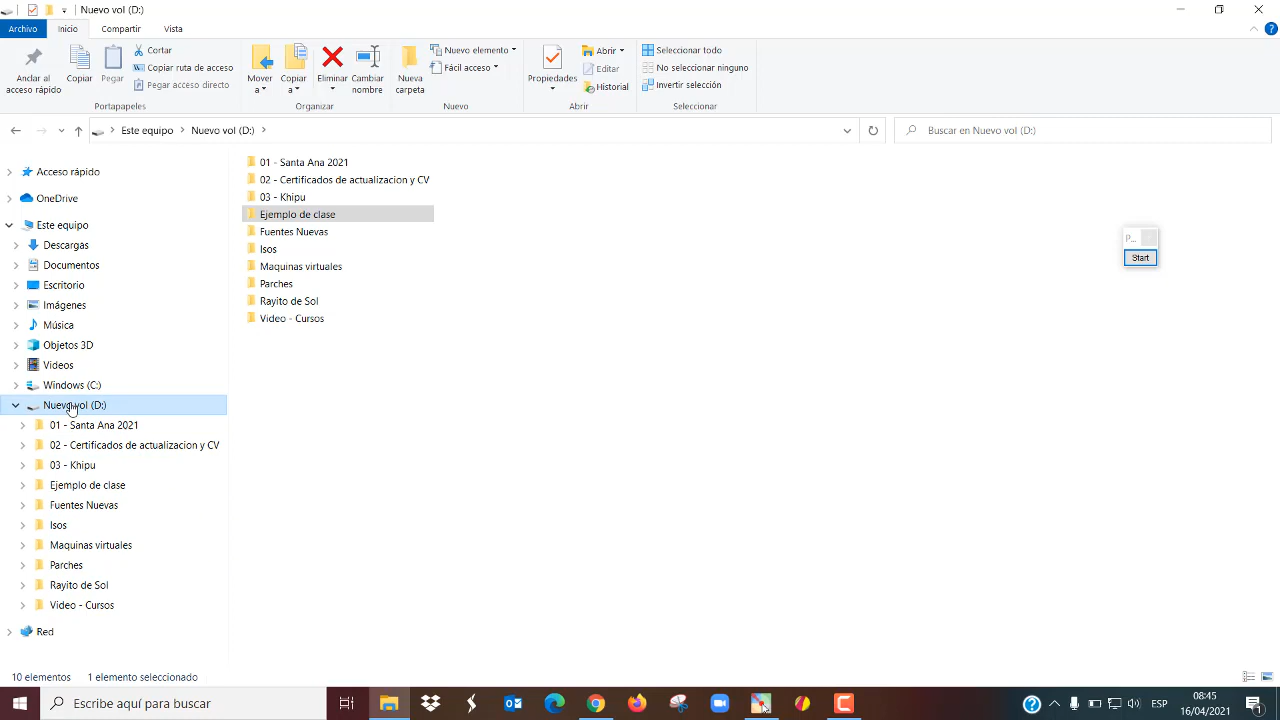 Nuevo vol (D:)
Archivo Inicio Compartir Vista
Andar al acceso rápido
Copiar
Pegar
Cortar
Copiar ruta de acceso
Pegar acceso directo
Portapapeles
Mover a
Copiar a
Eliminar
Cambiar nombre
Organizar
Nueva carpeta
Nuevo elemento
Fácil acceso
Nuevo
Propiedades
Abrir
Editar
Historial
Abrir
Seleccionar todo
No seleccionar ninguno
Invertir selección
Seleccionar
Este equipo > Nuevo vol (D:) >
Buscar en Nuevo vol (D:)
Acceso rápido
OneDrive
Este equipo
Descargas
Documentos
Escritorio
Imágenes
Música
Objetos 3D
Videos
Windows (C:)
Nuevo vol (D:)
01 - Santa Ana 2021
02 - Certificados de actualizacion y CV
03 - Khipu
Ejemplo de clase
Fuentes Nuevas
Isos
Maquinas virtuales
Parches
Rayito de Sol
Video - Cursos
Red
01 - Santa Ana 2021
02 - Certificados de actualizacion y CV
03 - Khipu
Ejemplo de clase
Fuentes Nuevas
Isos
Maquinas virtuales
Parches
Rayito de Sol
Video - Cursos
P...
Start
10 elementos 1 elemento seleccionado
Escribe aquí para buscar
ESP
08:45
16/04/2021
1